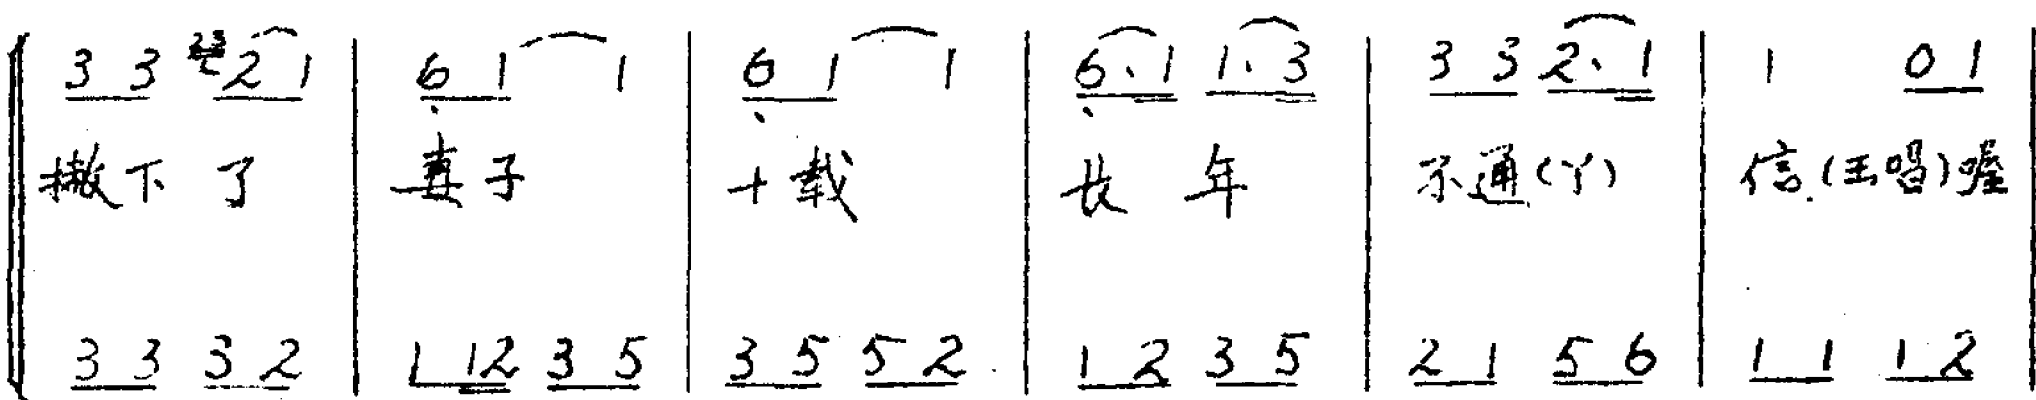 3 3 23 2 1 | 6 1 1 | 6 1 1 | 6. 1 1. 3 | 3 3 2. 1 | 1 0 1 |
撇下 了 妻子 十载 长 年 不通(丫) 信.(王唱)喔
3 3 3 2 | 1 12 3 5 | 3 5 5 2 | 1 2 3 5 | 2 1 5 6 | 1 1 1 2 |